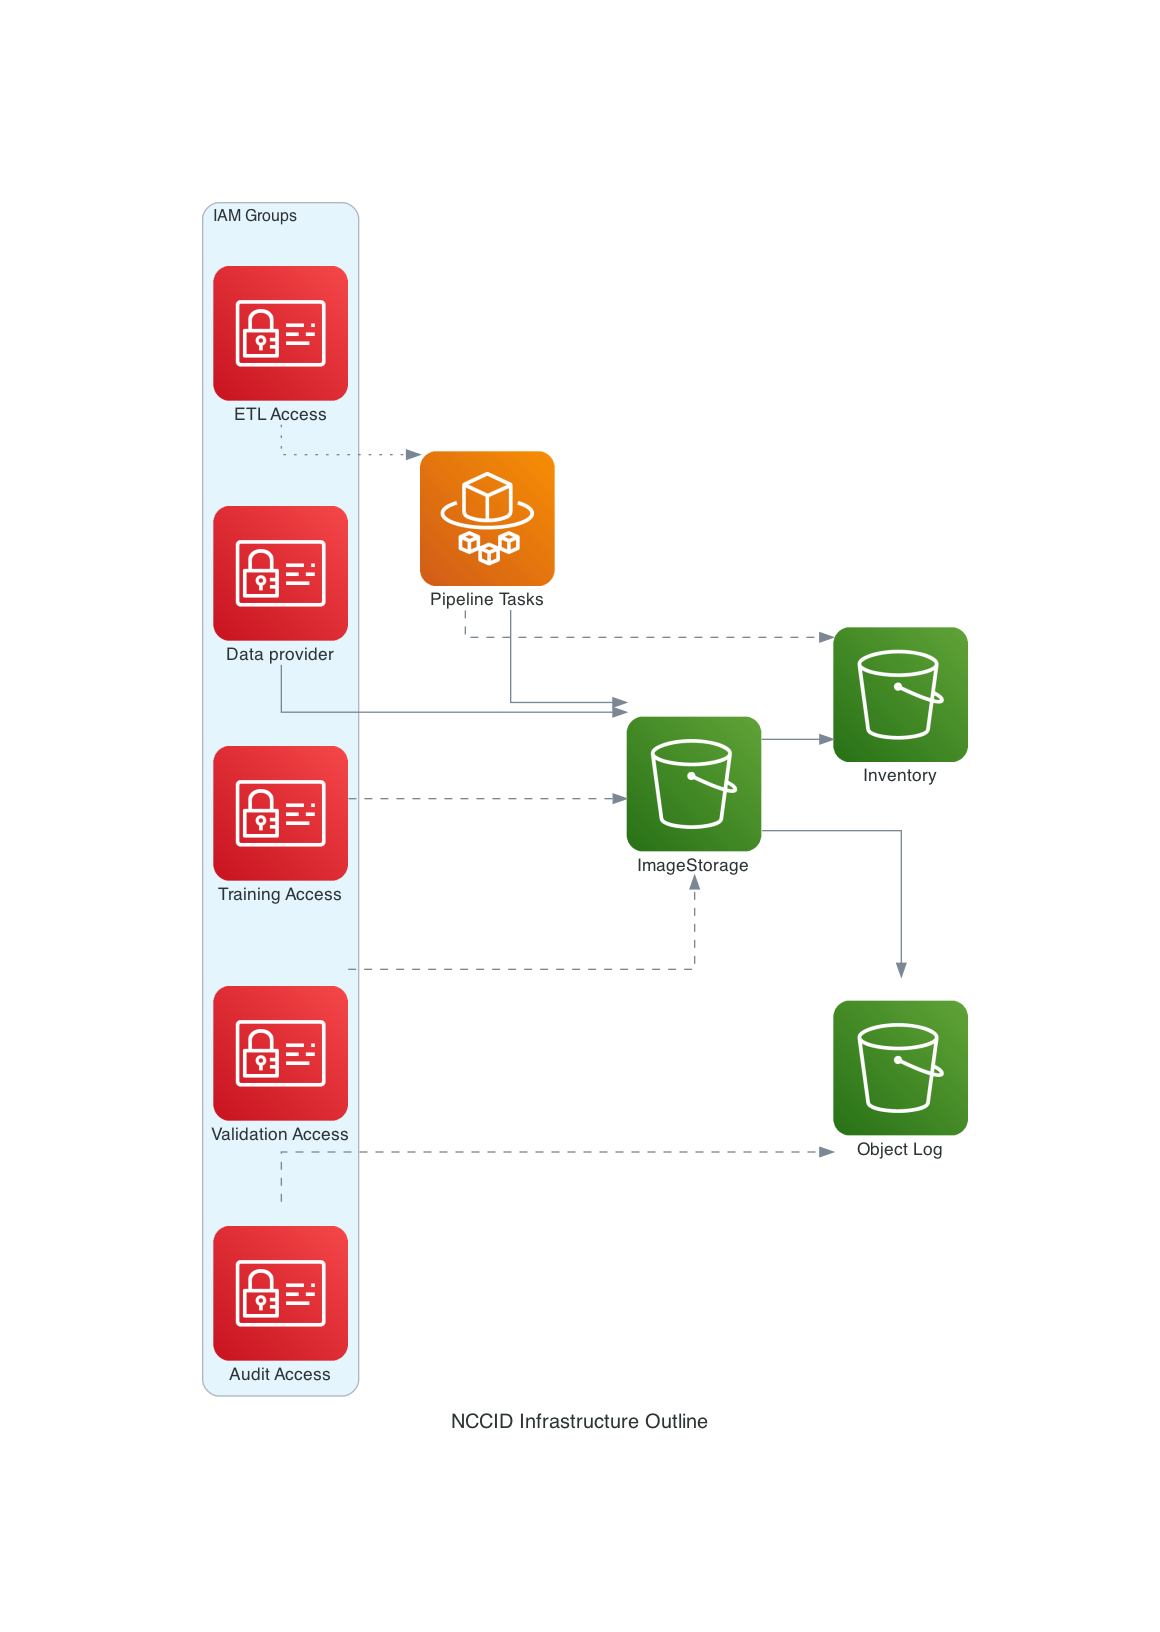 IAM Groups
ETL Access
Data provider
Pipeline Tasks
Inventory
ImageStorage
Training Access
Validation Access
Object Log
Audit Access
NCCID Infrastructure Outline